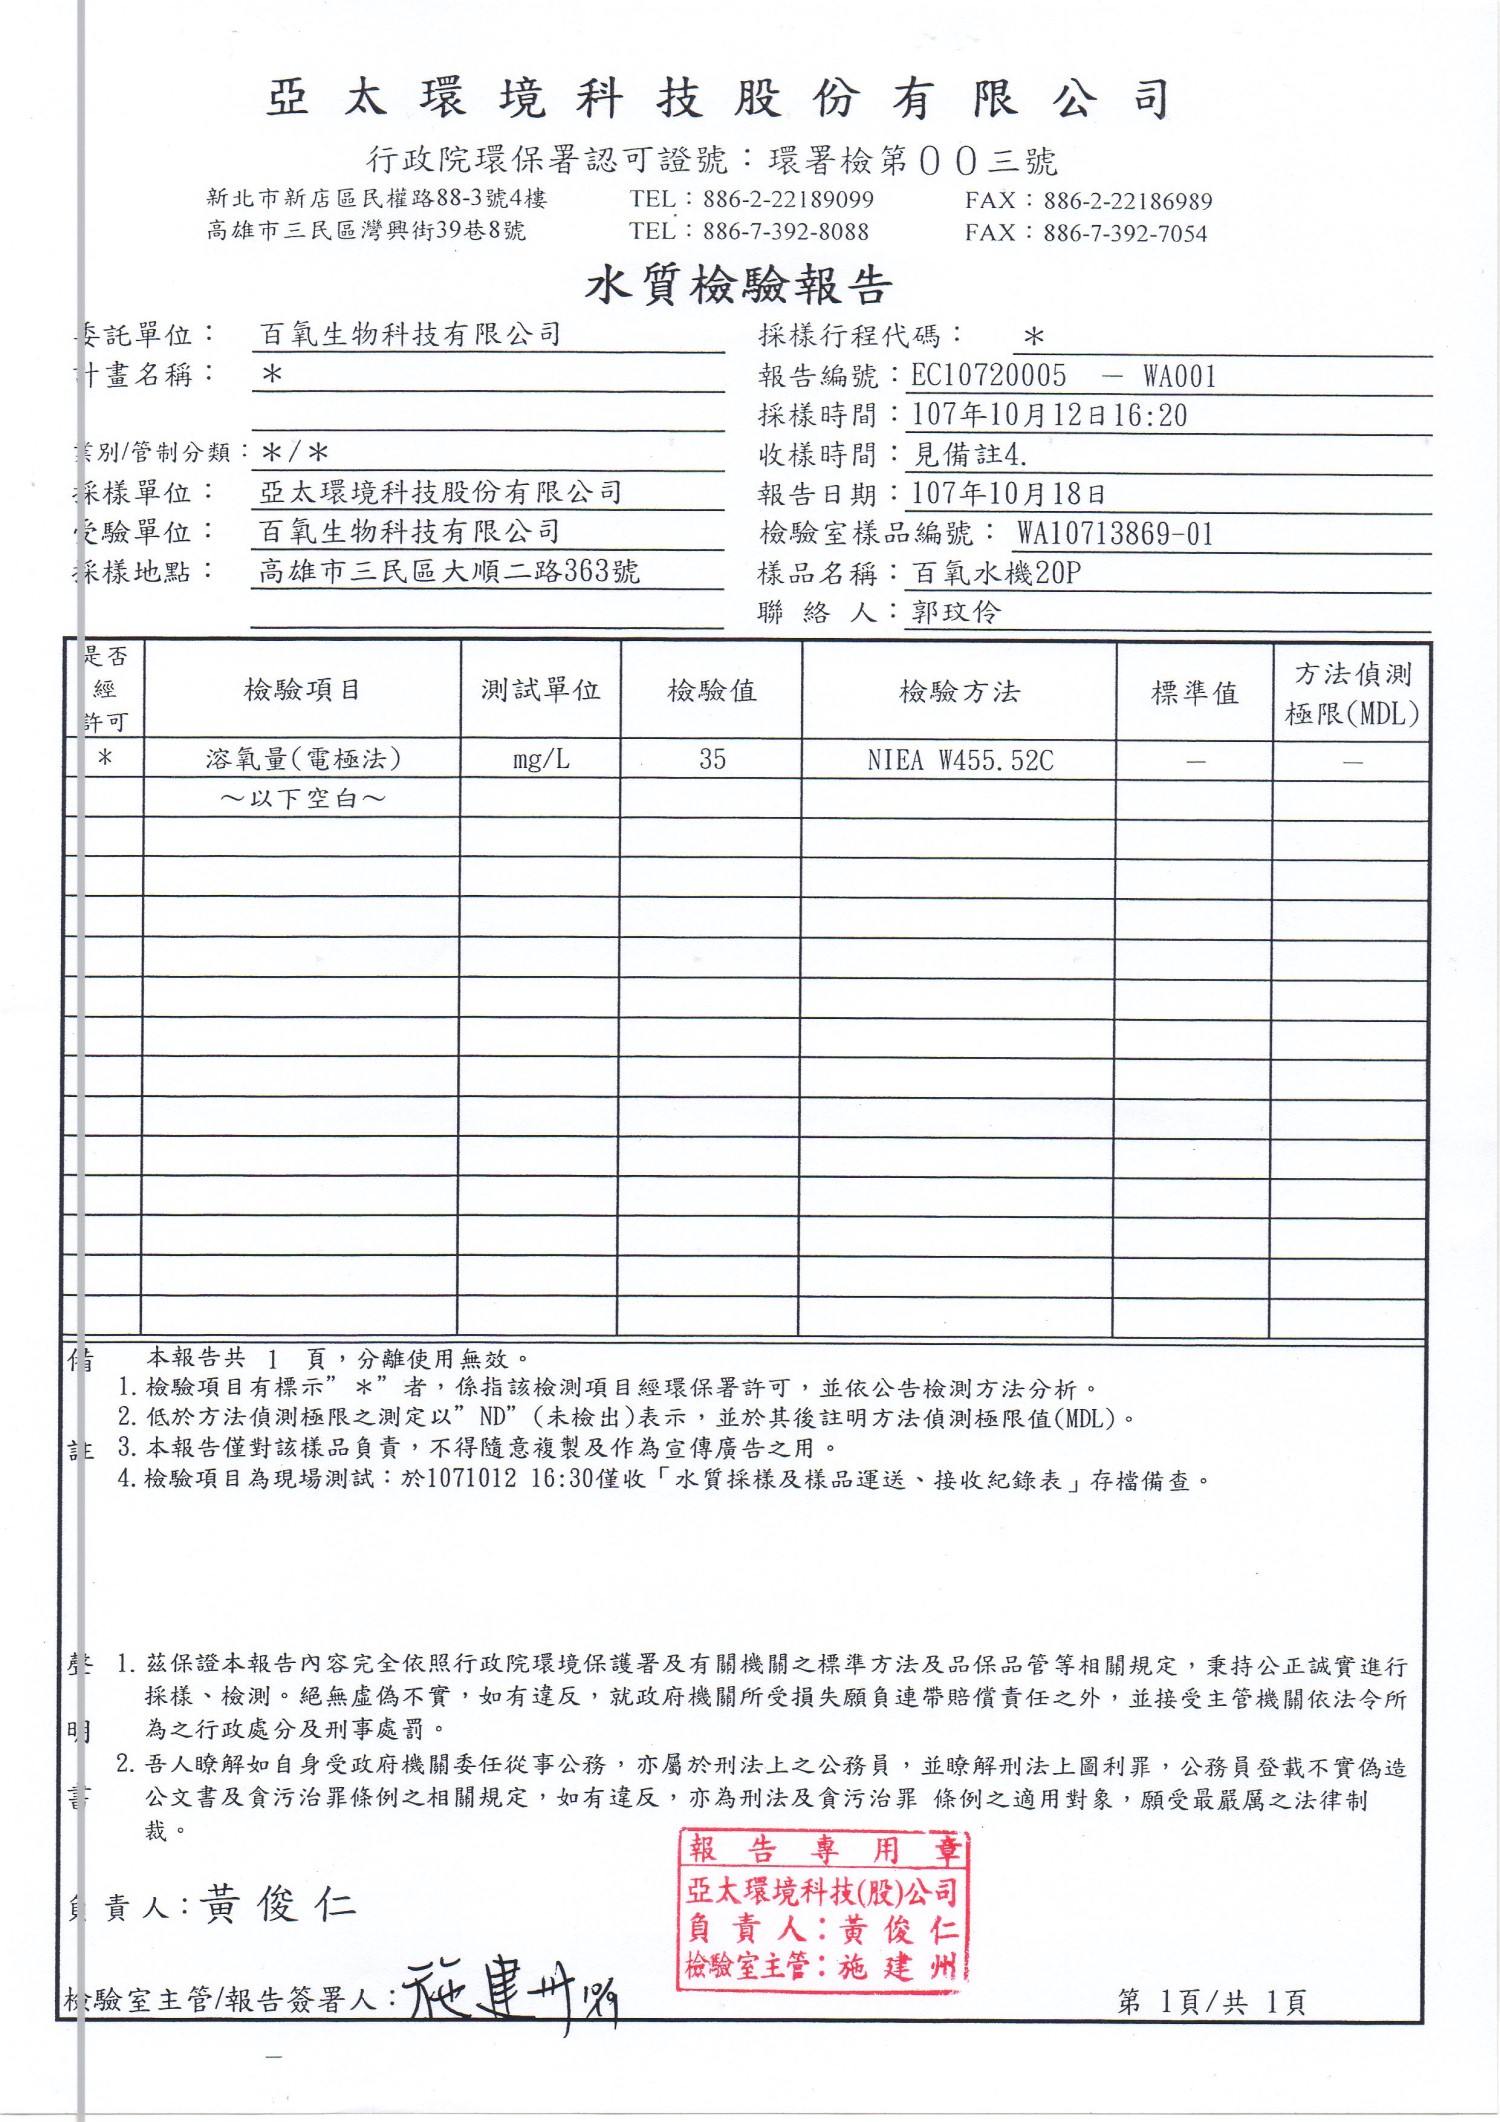 亞太環境科技股份有限公司
行政院環保署認可證號：環署檢第００三號
新北市新店區民權路88-3號4樓 TEL：886-2-22189099 FAX：886-2-22186989
高雄市三民區灣興街39巷8號 TEL：886-7-392-8088 FAX：886-7-392-7054
水質檢驗報告
委託單位： 百氧生物科技有限公司 採樣行程代碼： ＊
計畫名稱： ＊ 報告編號：EC10720005 － WA001
採樣時間：107年10月12日16:20
業別/管制分類：＊/＊ 收樣時間：見備註4.
採樣單位： 亞太環境科技股份有限公司 報告日期：107年10月18日
受驗單位： 百氧生物科技有限公司 檢驗室樣品編號： WA10713869-01
採樣地點： 高雄市三民區大順二路363號 樣品名稱：百氧水機20P
聯絡人：郭玟伶
是否經許可 檢驗項目 測試單位 檢驗值 檢驗方法 標準值 方法偵測極限(MDL)
* 溶氧量(電極法) mg/L 35 NIEA W455.52C － －
～以下空白～
備 本報告共 1 頁，分離使用無效。
1. 檢驗項目有標示”＊”者，係指該檢測項目經環保署許可，並依公告檢測方法分析。
2. 低於方法偵測極限之測定以”ND”(未檢出)表示，並於其後註明方法偵測極限值(MDL)。
註 3. 本報告僅對該樣品負責，不得隨意複製及作為宣傳廣告之用。
4. 檢驗項目為現場測試：於1071012 16:30僅收「水質採樣及樣品運送、接收紀錄表」存檔備查。
聲 1. 茲保證本報告內容完全依照行政院環境保護署及有關機關之標準方法及品保品管等相關規定，秉持公正誠實進行
採樣、檢測。絕無虛偽不實，如有違反，就政府機關所受損失願負連帶賠償責任之外，並接受主管機關依法令所
明 為之行政處分及刑事處罰。
2. 吾人瞭解如自身受政府機關委任從事公務，亦屬於刑法上之公務員，並瞭解刑法上圖利罪，公務員登載不實偽造
書 公文書及貪污治罪條例之相關規定，如有違反，亦為刑法及貪污治罪 條例之適用對象，願受最嚴厲之法律制
裁。
報告專用章
亞太環境科技(股)公司
負責人：黃俊仁
檢驗室主管：施建州
負責人：黃俊仁
檢驗室主管/報告簽署人：施建州 10/19
第 1頁/共 1頁